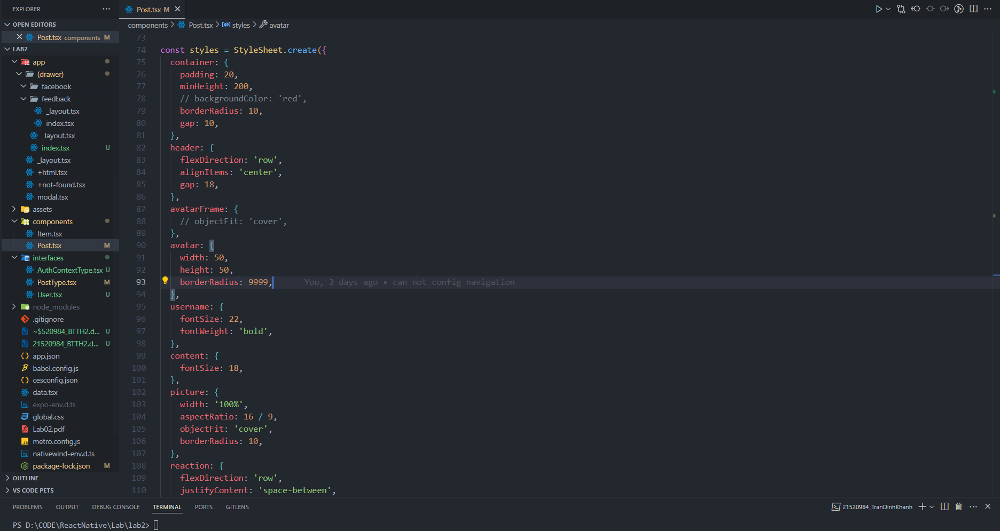 EXPLORER
OPEN EDITORS
Post.tsx components M
LAB2
app
(drawer)
facebook
feedback
_layout.tsx
index.tsx
_layout.tsx
index.tsx U
_layout.tsx
+html.tsx
+not-found.tsx
modal.tsx
assets
components
Item.tsx
Post.tsx M
interfaces
AuthContextType.tsx U
PostType.tsx M
User.tsx U
node_modules
.gitignore
~$520984_BTTH2.d... U
21520984_BTTH2.d... U
app.json
babel.config.js
cesconfig.json
data.tsx
expo-env.d.ts
global.css
Lab02.pdf
metro.config.js
nativewind-env.d.ts
package-lock.json M
OUTLINE
VS CODE PETS
Post.tsx M
components > Post.tsx > styles > avatar
73
74 const styles = StyleSheet.create({
75 container: {
76 padding: 20,
77 minHeight: 200,
78 // backgroundColor: 'red',
79 borderRadius: 10,
80 gap: 10,
81 },
82 header: {
83 flexDirection: 'row',
84 alignItems: 'center',
85 gap: 18,
86 },
87 avatarFrame: {
88 // objectFit: 'cover',
89 },
90 avatar: {
91 width: 50,
92 height: 50,
93 borderRadius: 9999, You, 2 days ago • can not config navigation
94 },
95 username: {
96 fontSize: 22,
97 fontWeight: 'bold',
98 },
99 content: {
100 fontSize: 18,
101 },
102 picture: {
103 width: '100%',
104 aspectRatio: 16 / 9,
105 objectFit: 'cover',
106 borderRadius: 10,
107 },
108 reaction: {
109 flexDirection: 'row',
110 justifyContent: 'space-between',
PROBLEMS OUTPUT DEBUG CONSOLE TERMINAL PORTS GITLENS
21520984_TranDinhKhanh
PS D:\CODE\ReactNative\Lab\lab2>